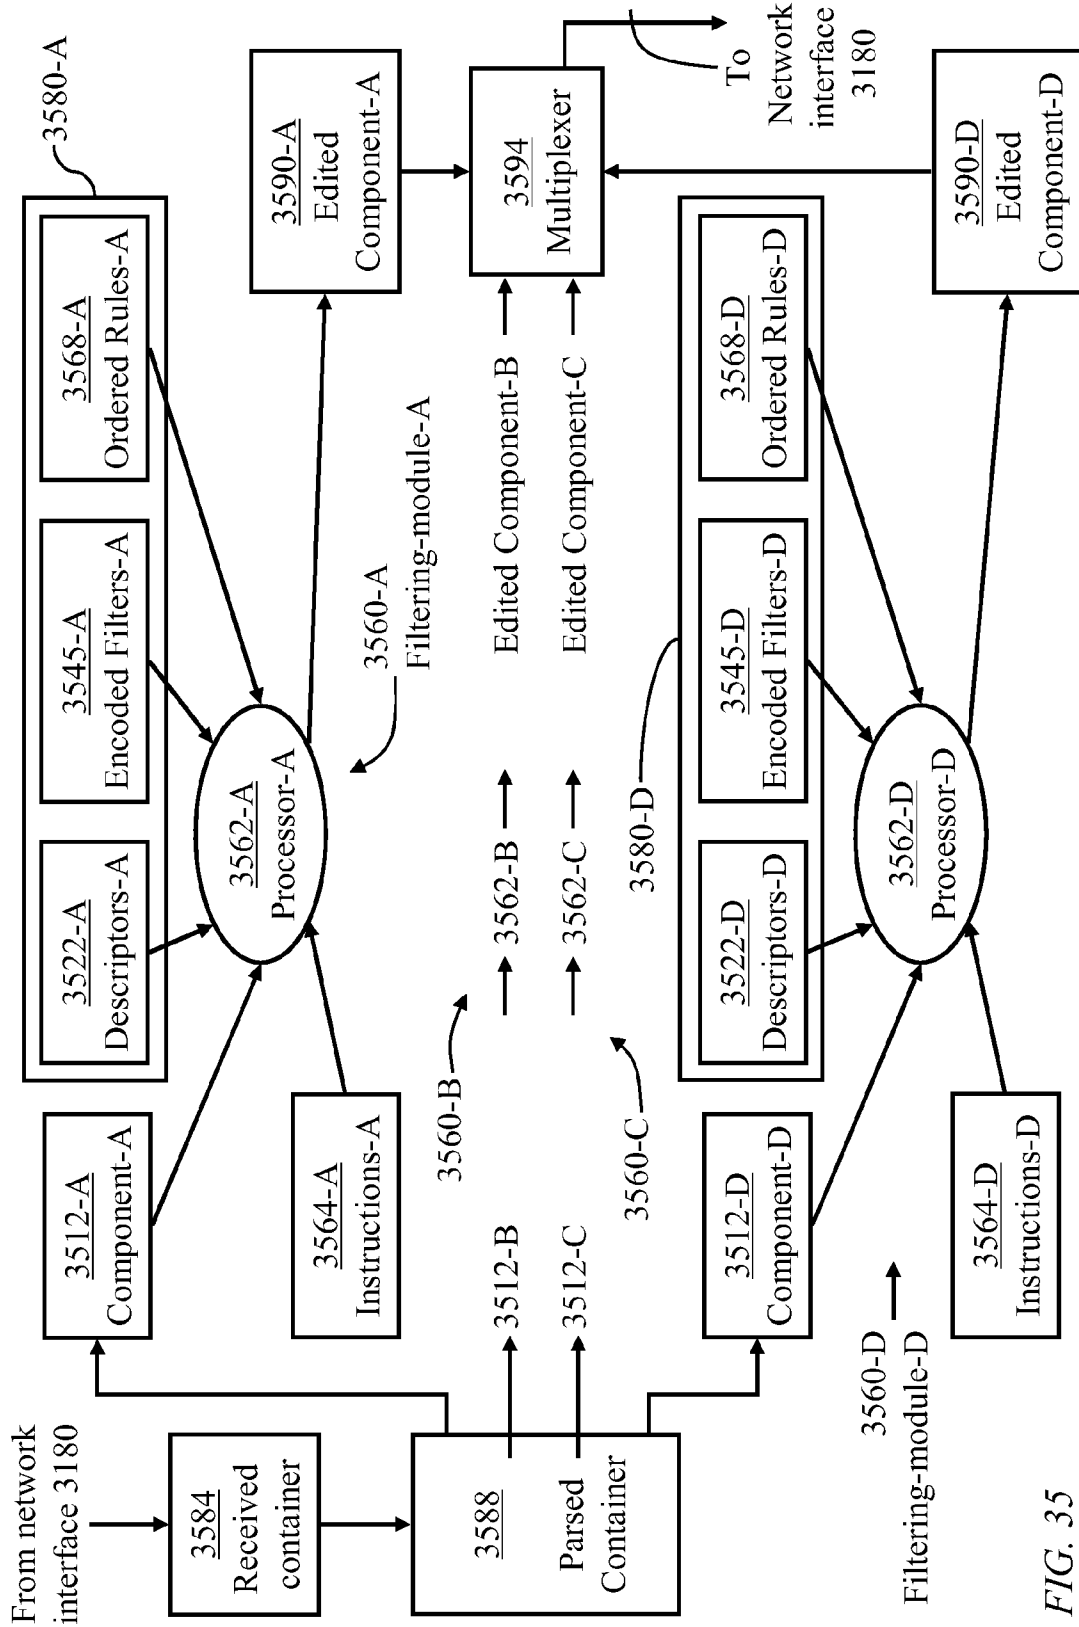 From network
interface 3180
3584
Received
container
3588
Parsed
Container
3512-A
Component-A
3564-A
Instructions-A
3580-A
3522-A
Descriptors-A
3545-A
Encoded Filters-A
3568-A
Ordered Rules-A
3562-A
Processor-A
3560-A
Filtering-module-A
3590-A
Edited
Component-A
3560-B
3512-B
3562-B
Edited Component-B
3512-C
3562-C
Edited Component-C
3560-C
3594
Multiplexer
To
Network
interface
3180
3580-D
3512-D
Component-D
3564-D
Instructions-D
3522-D
Descriptors-D
3545-D
Encoded Filters-D
3568-D
Ordered Rules-D
3562-D
Processor-D
3590-D
Edited
Component-D
3560-D
Filtering-module-D
FIG. 35